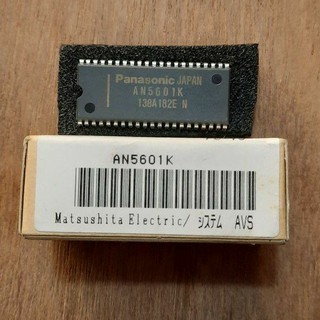 Panasonic JAPAN
AN5601K
138A182E N
AN5601K
Matsushita Electric/ システム AVS